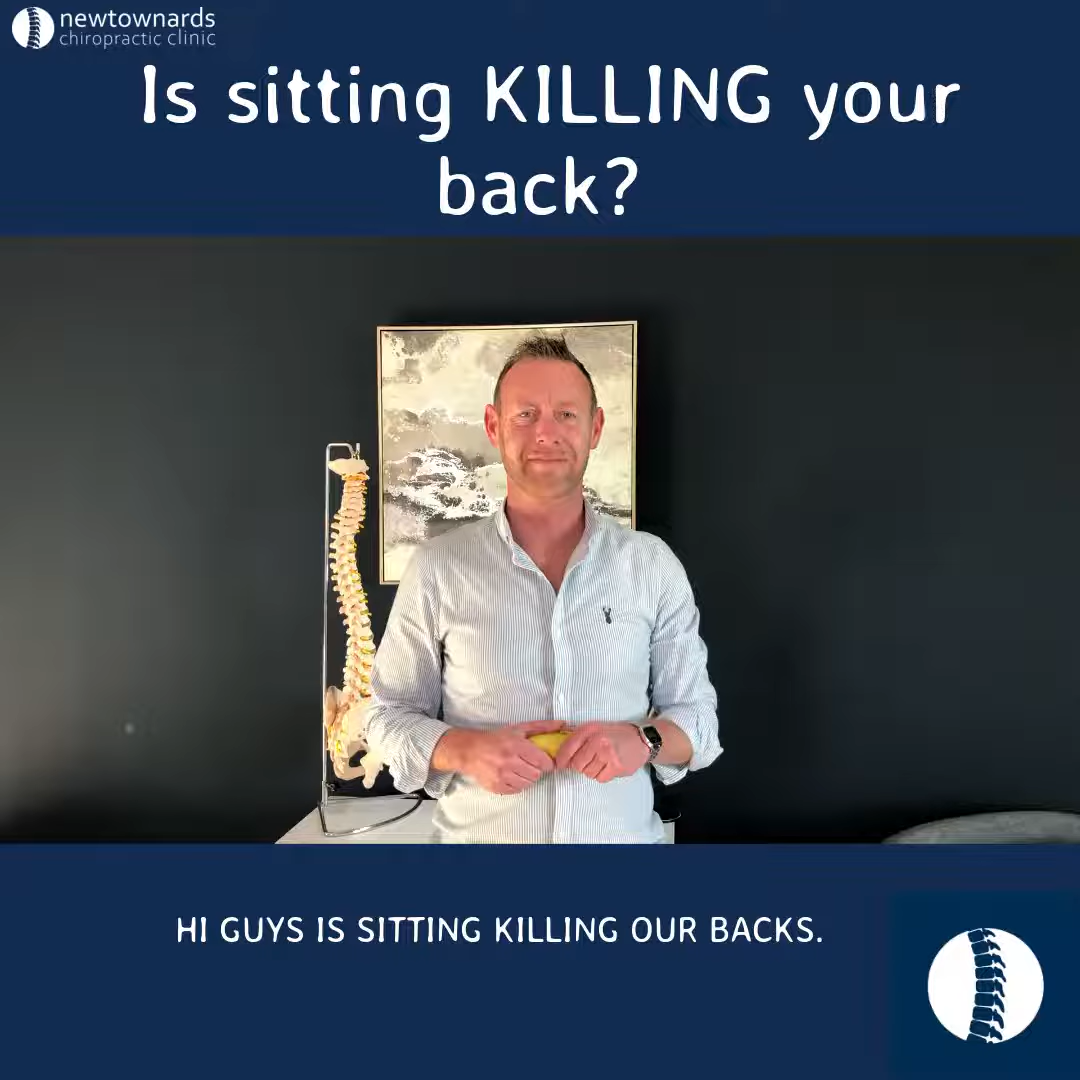 newtownards
chiropractic clinic
Is sitting KILLING your
back?
HI GUYS IS SITTING KILLING OUR BACKS.